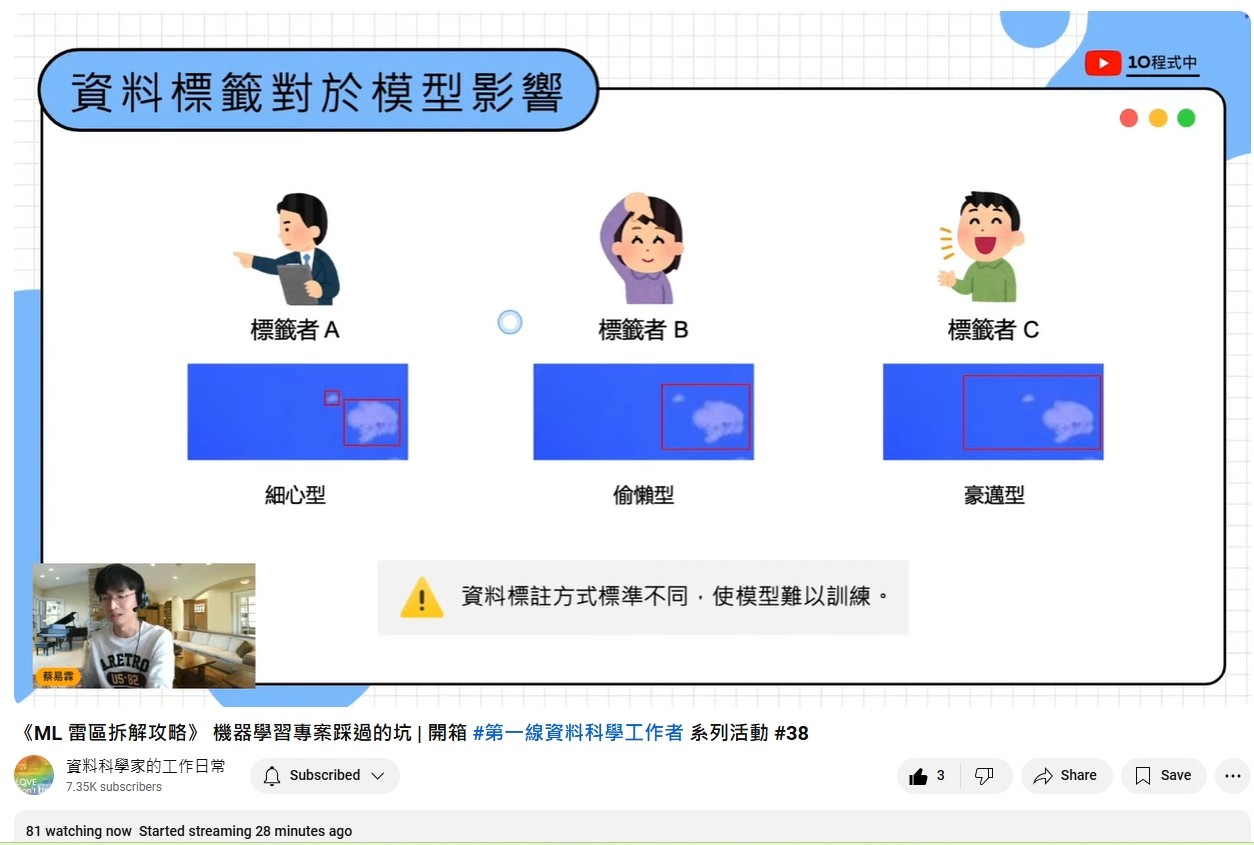 資料標籤對於模型影響
10程式中
標籤者 A
標籤者 B
標籤者 C
細心型
偷懶型
豪邁型
資料標註方式標準不同，使模型難以訓練。
ARETRO
US·82
蔡易霖
《ML 雷區拆解攻略》 機器學習專案踩過的坑 | 開箱 #第一線資料科學工作者 系列活動 #38
LOVE
資料科學家的工作日常
7.35K subscribers
Subscribed
3
Share
Save
81 watching now Started streaming 28 minutes ago